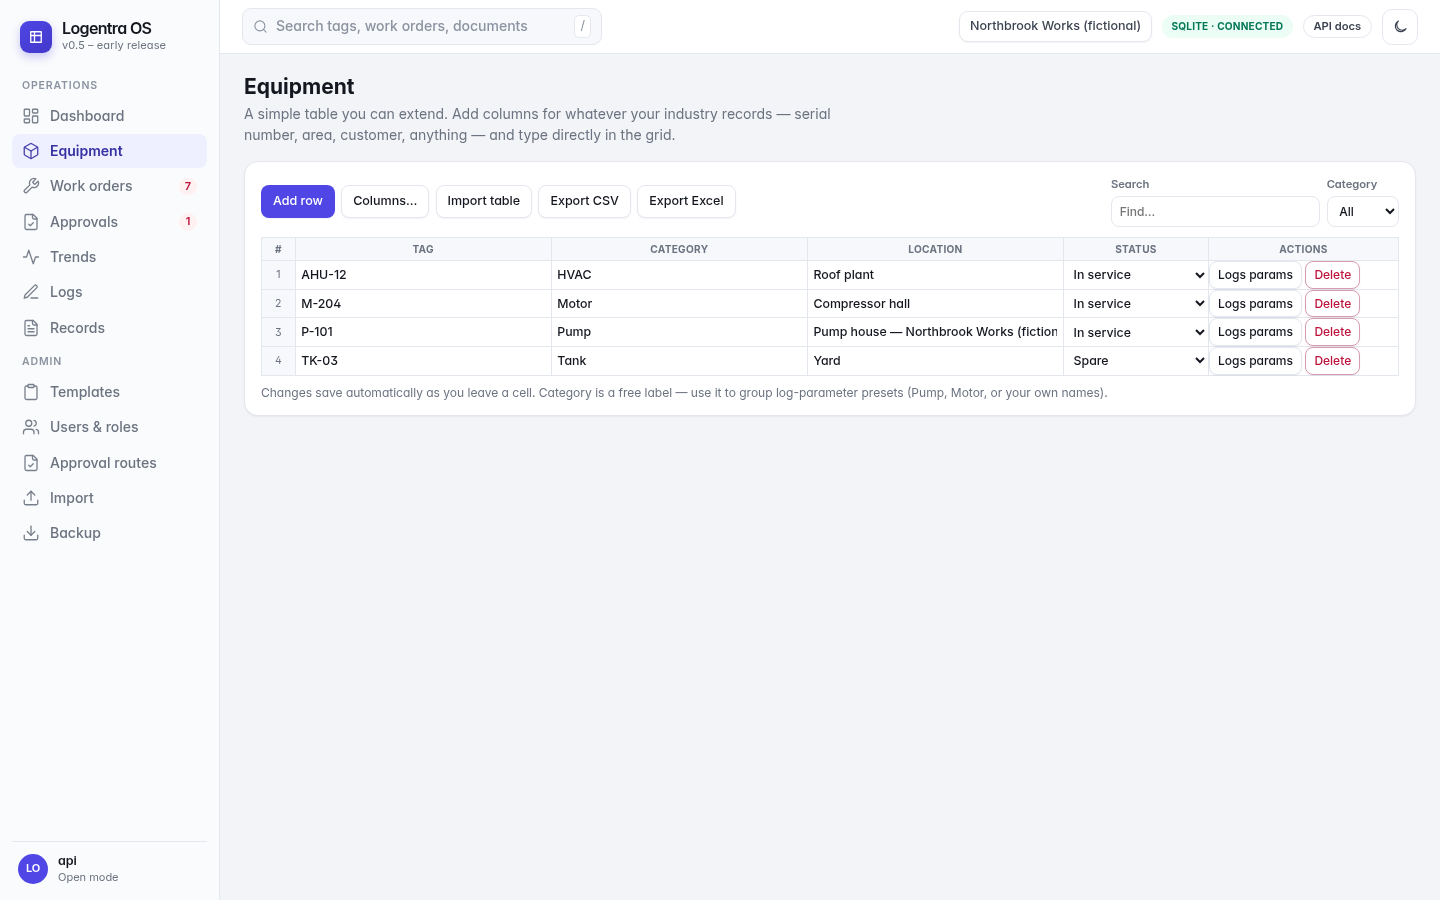 Logentra OS
v0.5 – early release
OPERATIONS
Dashboard
Equipment
Work orders 7
Approvals 1
Trends
Logs
Records
ADMIN
Templates
Users & roles
Approval routes
Import
Backup
LO
api
Open mode
Search tags, work orders, documents /
Northbrook Works (fictional)
SQLITE · CONNECTED
API docs
Equipment
A simple table you can extend. Add columns for whatever your industry records — serial
number, area, customer, anything — and type directly in the grid.
Add row
Columns...
Import table
Export CSV
Export Excel
Search
Find...
Category
All
# TAG CATEGORY LOCATION STATUS ACTIONS
1 AHU-12 HVAC Roof plant In service Logs params Delete
2 M-204 Motor Compressor hall In service Logs params Delete
3 P-101 Pump Pump house — Northbrook Works (fiction In service Logs params Delete
4 TK-03 Tank Yard Spare Logs params Delete
Changes save automatically as you leave a cell. Category is a free label — use it to group log-parameter presets (Pump, Motor, or your own names).